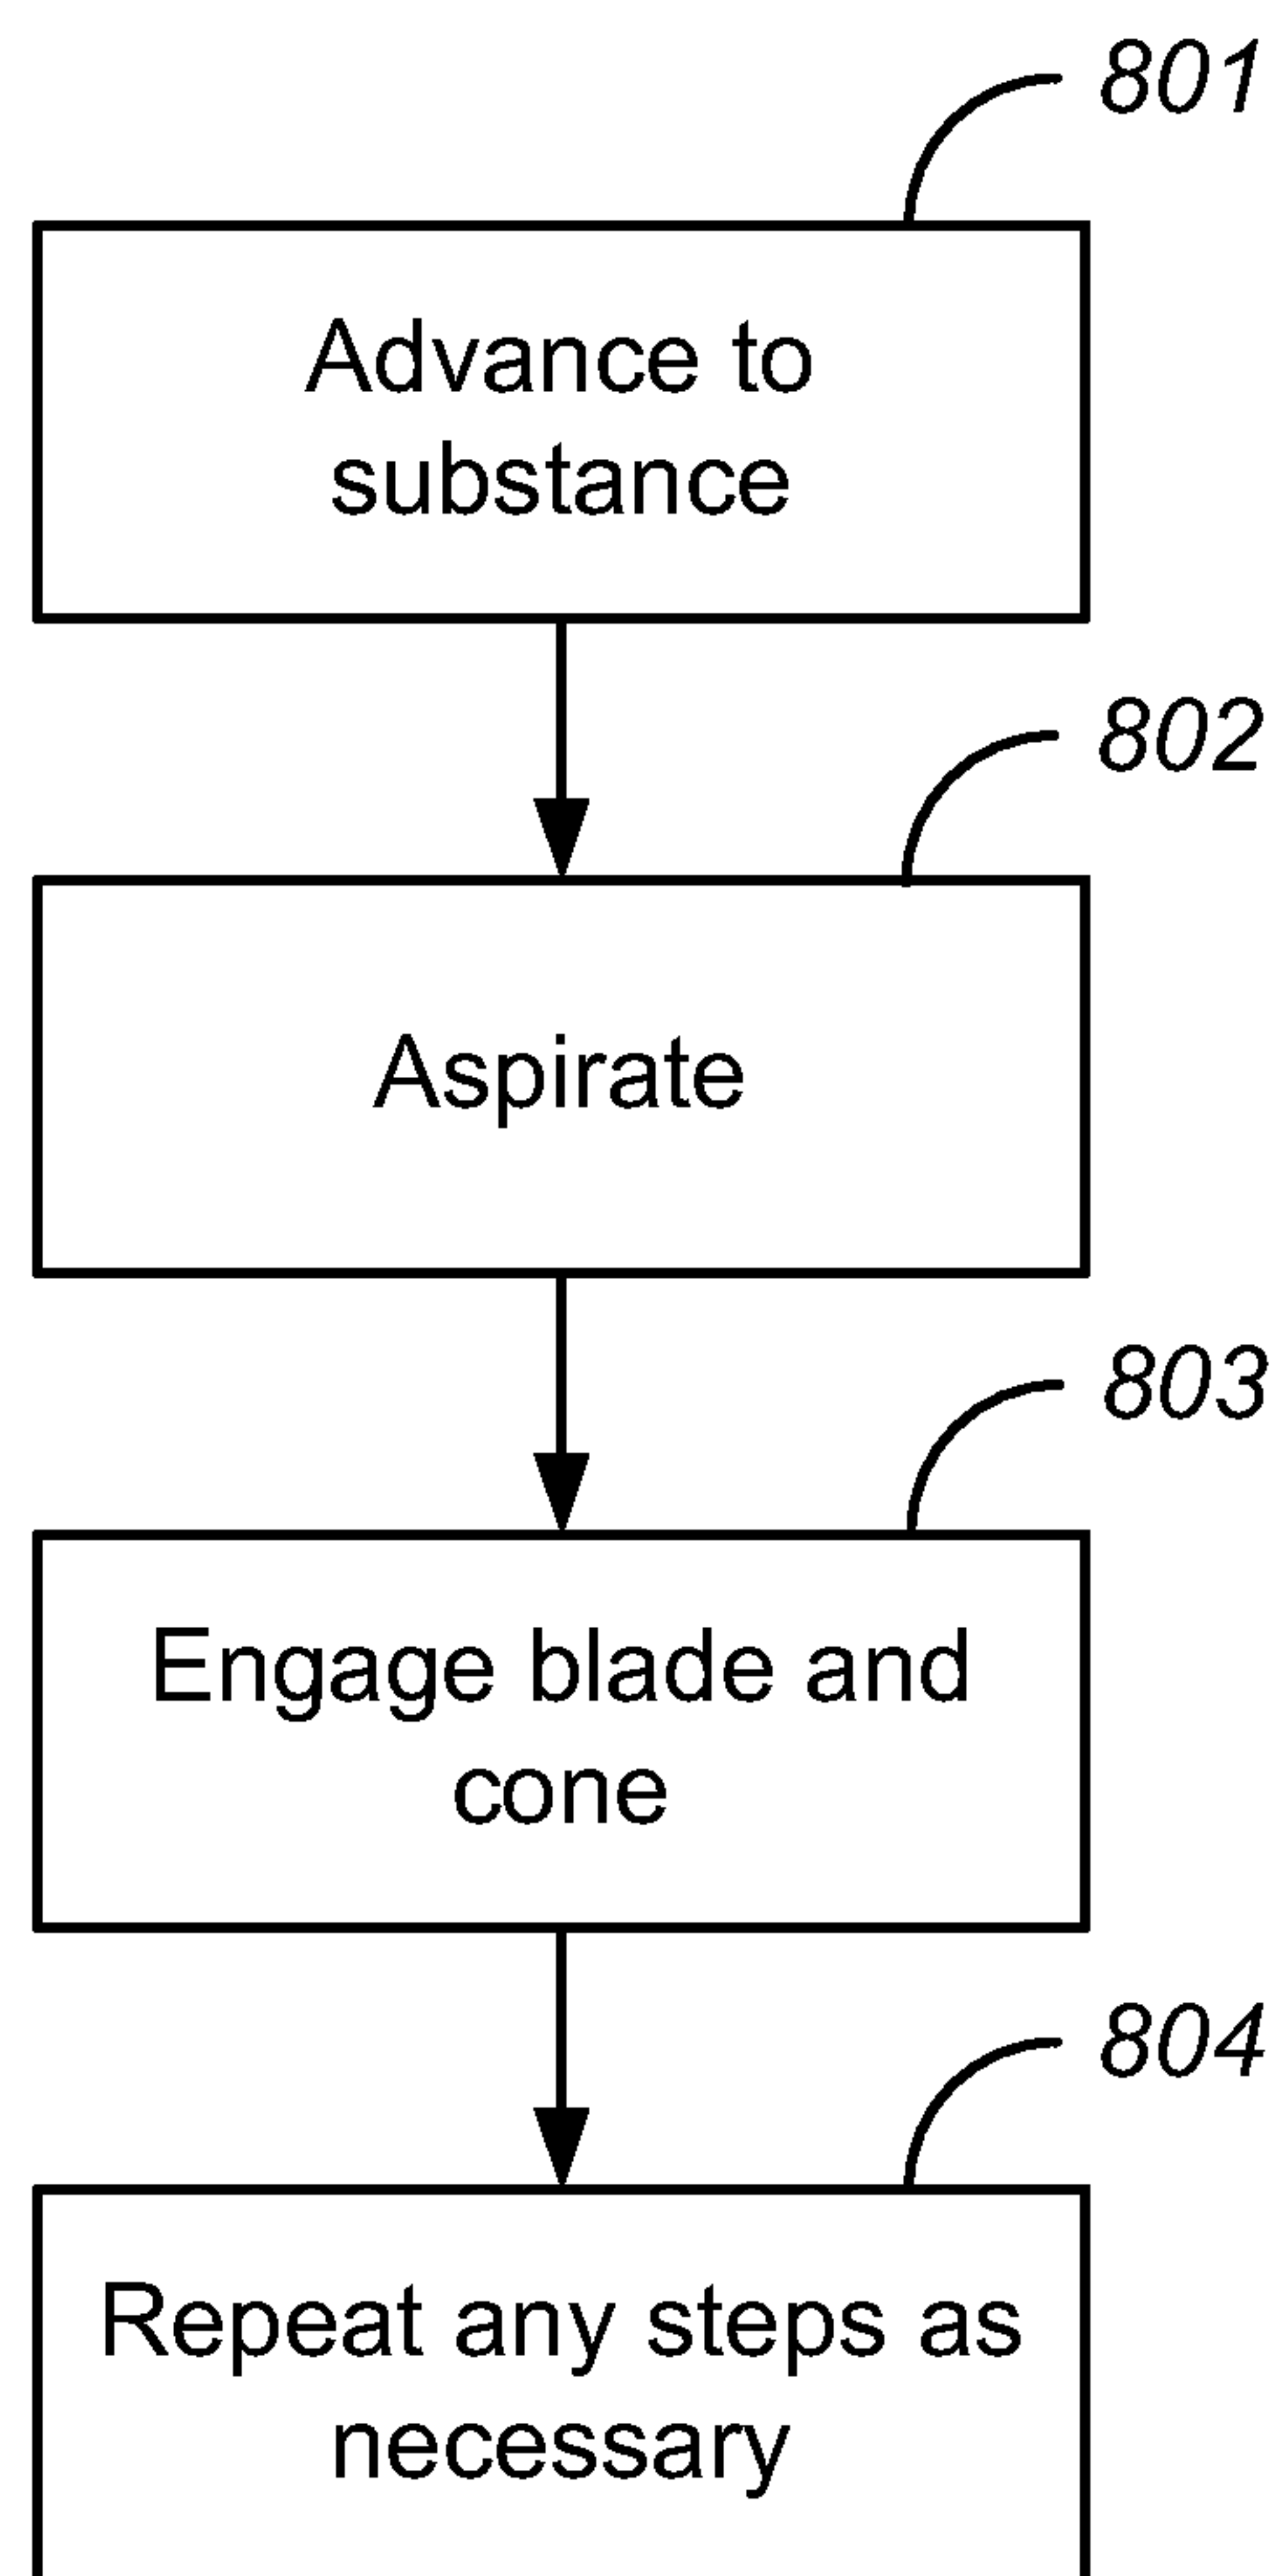 801
Advance to
substance
802
Aspirate
803
Engage blade and
cone
804
Repeat any steps as
necessary